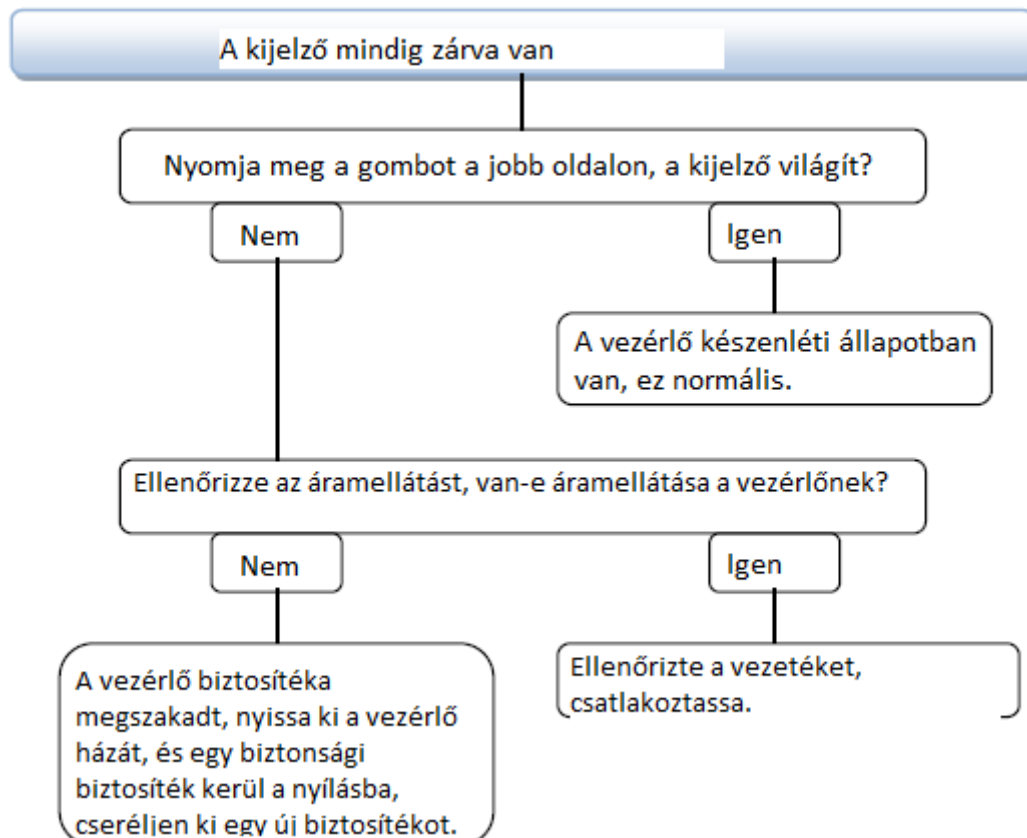 A kijelző mindig zárva van
Nyomja meg a gombot a jobb oldalon, a kijelző világít?
Nem
Igen
A vezérlő készenléti állapotban
van, ez normális.
Ellenőrizze az áramellátást, van-e áramellátása a vezérlőnek?
Nem
Igen
A vezérlő biztosítéka
megszakadt, nyissa ki a vezérlő
házát, és egy biztonsági
biztosíték kerül a nyílásba,
cseréljen ki egy új biztosítékot.
Ellenőrizte a vezetéket,
csatlakoztassa.